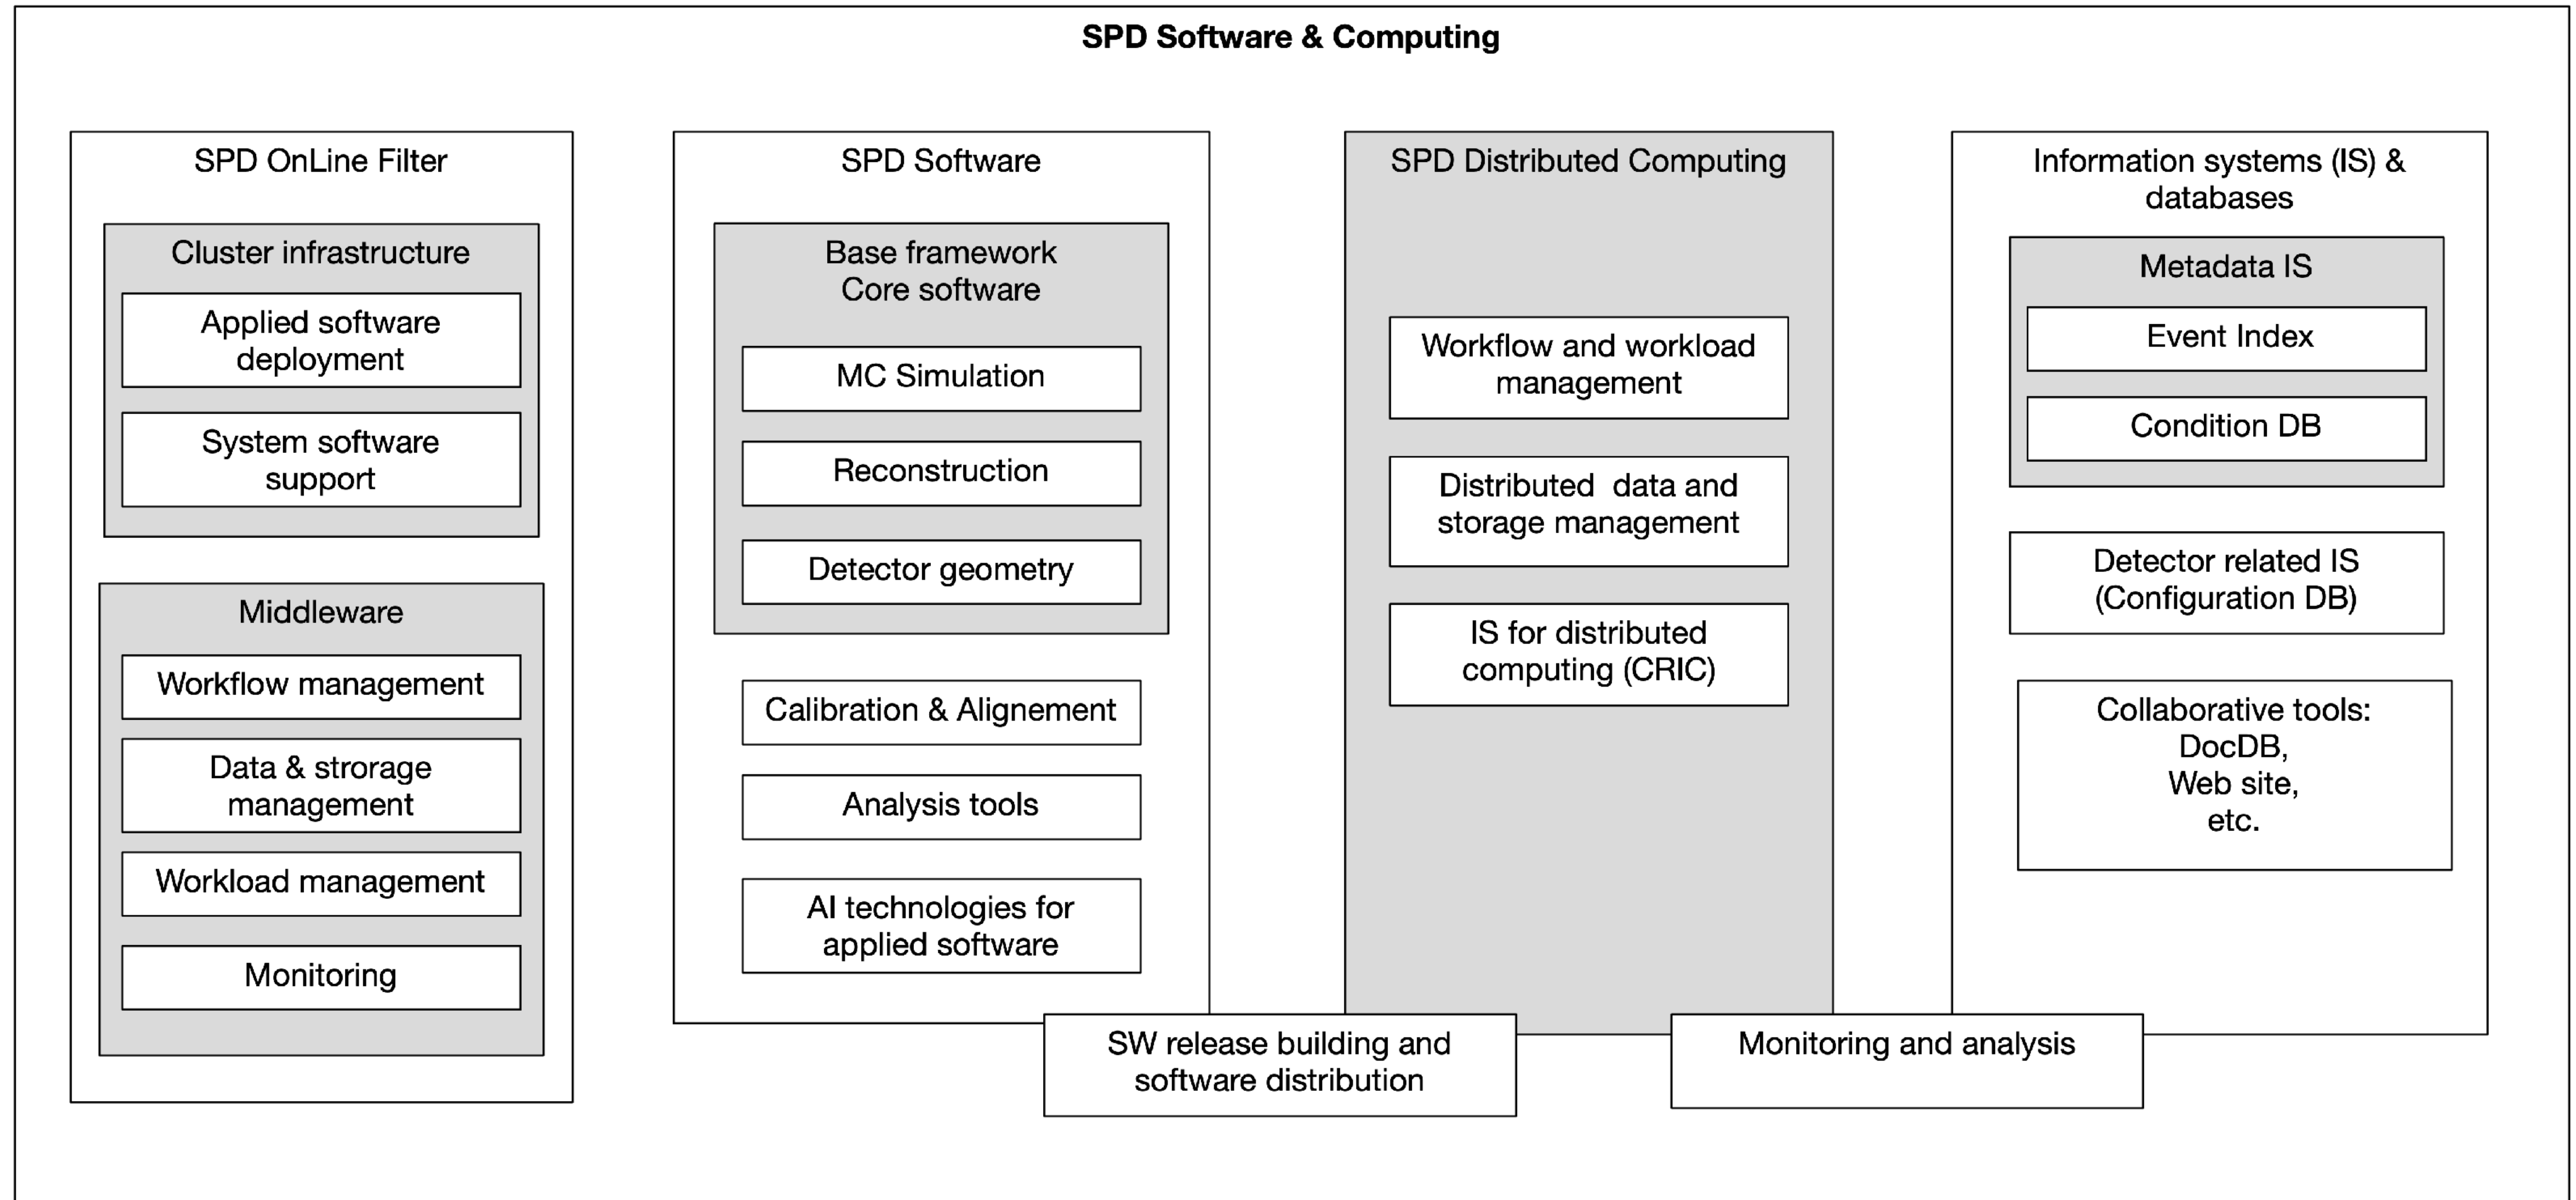 SPD Software & Computing
SPD OnLine Filter
Cluster infrastructure
Applied software
deployment
System software
support
Middleware
Workflow management
Data & strorage
management
Workload management
Monitoring
SPD Software
Base framework
Core software
MC Simulation
Reconstruction
Detector geometry
Calibration & Alignement
Analysis tools
AI technologies for
applied software
SW release building and
software distribution
SPD Distributed Computing
Workflow and workload
management
Distributed  data and
storage management
IS for distributed
computing (CRIC)
Monitoring and analysis
Information systems (IS) &
databases
Metadata IS
Event Index
Condition DB
Detector related IS
(Configuration DB)
Collaborative tools:
DocDB,
Web site,
etc.